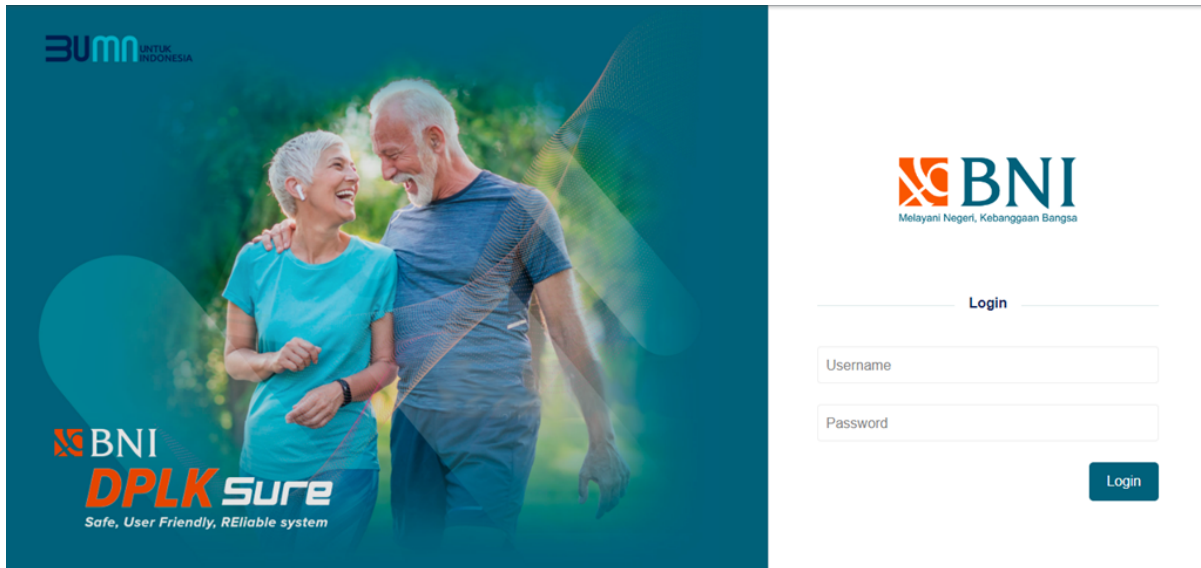 BUMN UNTUK
INDONESIA
BNI
DPLK Sure
Safe, User Friendly, REliable system
BNI
Melayani Negeri, Kebanggaan Bangsa
Login
Username
Password
Login